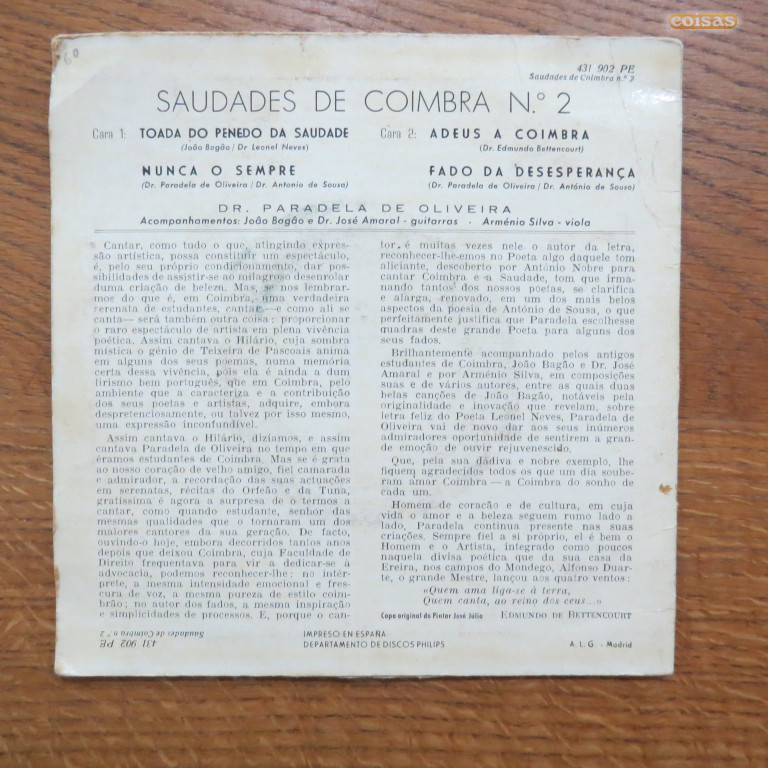 coisas
60
431 902 PE
Saudades de Coimbra n.º 2
SAUDADES DE COIMBRA N.º 2
Cara 1: TOADA DO PENEDO DA SAUDADE
(João Bagão / Dr Leonel Neves)
NUNCA O SEMPRE
(Dr. Paradela de Oliveira / Dr. Antonio de Sousa)
Cara 2: ADEUS A COIMBRA
(Dr. Edmundo Bettencourt)
FADO DA DESESPERANÇA
(Dr. Paradela de Oliveira / Dr. António de Sousa)
DR. PARADELA DE OLIVEIRA
Acompanhamentos: João Bagão e Dr. José Amaral - guitarras · Arménio Silva - viola
Cantar, como tudo o que, atingindo expres-
são artística, possa constituir um espectáculo,
é, pelo seu próprio condicionamento, dar pos-
sibilidades de assistir-se ao milagroso desenrolar
duma criação de beleza. Mas, se nos lembrar-
mos do que é, em Coimbra, uma verdadeira
serenata de estudantes, cantar — e como ali se
canta — será também outra coisa: proporcionar
o raro espectáculo de artista em plena vivência
poética. Assim cantava o Hilário, cuja sombra
mística o génio de Teixeira de Pascoais anima
em alguns dos seus poemas, numa memória
certa dessa vivência, pois ela é ainda a dum
lirismo bem português, que em Coimbra, pelo
ambiente que a caracteriza e a contribuição
dos seus poetas e artistas, adquire, embora
despretenciosamente, ou talvez por isso mesmo,
uma expressão inconfundível.
Assim cantava o Hilário, dizíamos, e assim
cantava Paradela de Oliveira no tempo em que
éramos estudantes de Coimbra. Mas se é grata
ao nosso coração de velho amigo, fiel camarada
e admirador, a recordação das suas actuações
em serenatas, récitas do Orfeão e da Tuna,
gratíssima é agora a surpresa de o termos a
cantar, como quando estudante, senhor das
mesmas qualidades que o tornaram um dos
maiores cantores da sua geração. De facto,
ouvindo-o hoje, embora decorridos tantos anos
depois que deixou Coimbra, cuja Faculdade de
Direito frequentava para vir a dedicar-se à
advocacia, podemos reconhecer-lhe: no intér-
prete, a mesma intensidade emocional e fres-
cura de voz, a mesma pureza de estilo coim-
brão; no autor dos fados, a mesma inspiração
e simplicidades de processos. E, porque o can-
tor é muitas vezes nele o autor da letra,
reconhecer-lhe-emos no Poeta algo daquele tom
aliciante, descoberto por António Nobre para
cantar Coimbra e a Saudade, tom que irma-
nando tantos dos nossos poetas, se clarifica
e alarga, renovado, em um dos mais belos
aspectos da poesia de António de Sousa, o que
perfeitamente justifica que Paradela escolhesse
quadras deste grande Poeta para alguns dos
seus fados.
Brilhantemente acompanhado pelos antigos
estudantes de Coimbra, João Bagão e Dr. José
Amaral e por Arménio Silva, em composições
suas e de vários autores, entre as quais duas
belas canções de João Bagão, notáveis pela
originalidade e inovação que revelam, sobre
letra feliz do Poeta Leonel Neves, Paradela de
Oliveira vai de novo dar aos seus inúmeros
admiradores oportunidade de sentirem a gran-
de emoção de ouvir rejuvenescido.
Que, pela sua dádiva e nobre exemplo, lhe
fiquem agradecidos todos os que um dia soube-
ram amar Coimbra — a Coimbra do sonho de
cada um.
Homem de coração e de cultura, em cuja
vida o amor e a beleza seguem rumo lado a
lado, Paradela continua presente nas suas
criações. Sempre fiel a si próprio, el é bem o
Homem e o Artista, integrado como poucos
naquela divisa poética que da sua casa da
Ereira, nos campos do Mondego, Alfonso Duar-
te, o grande Mestre, lançou aos quatro ventos:
«Quem ama liga-se à terra,
Quem canta, ao reino dos ceus...»
Capa original do Pintor José Júlio EDMUNDO DE BETTENCOURT
431 902 PE
Saudades de Coimbra n.º 2
IMPRESO EN ESPAÑA
DEPARTAMENTO DE DISCOS PHILIPS
A. L. G. - Madrid